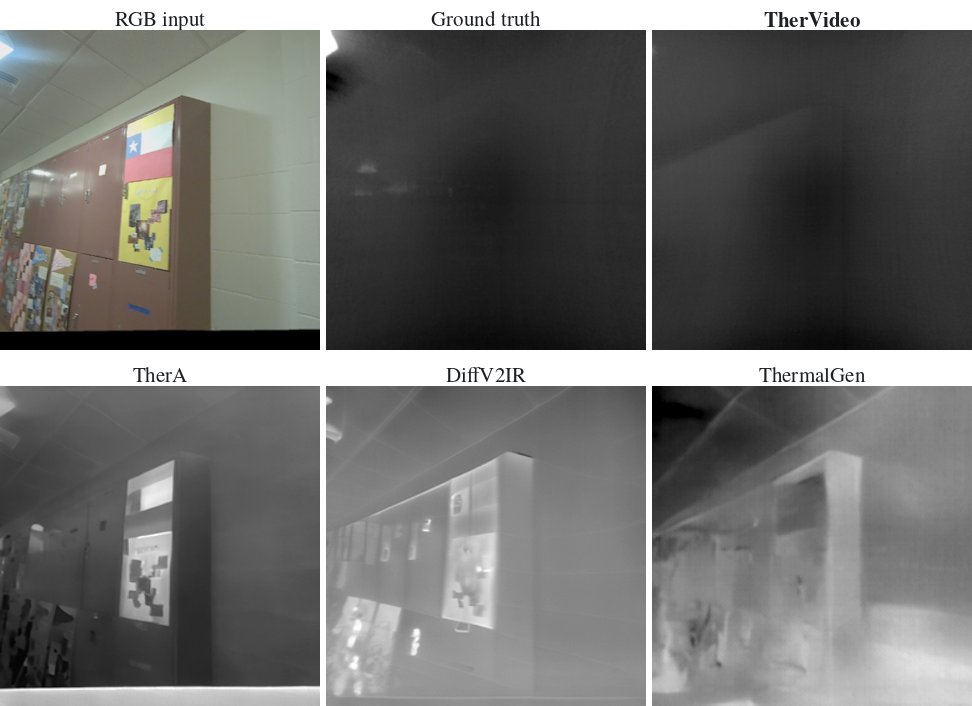 RGB input
Ground truth
TherVideo
TherA
DiffV2IR
ThermalGen